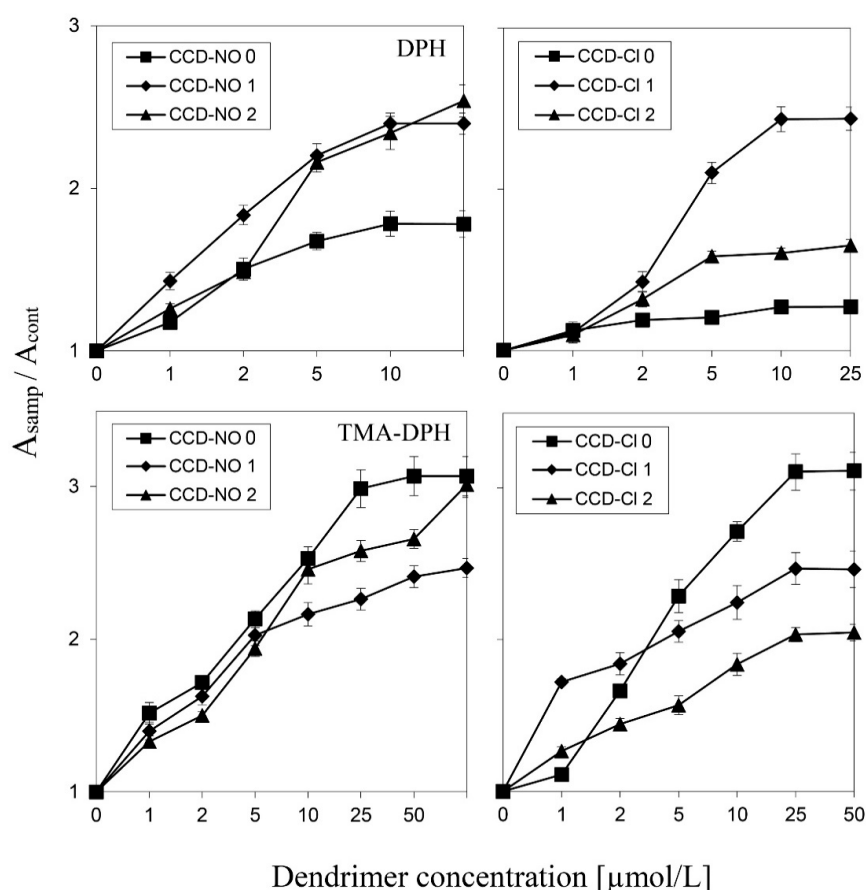 3
CCD-NO 0
CCD-NO 1
CCD-NO 2
DPH
2
1
0 1 2 5 10
CCD-Cl 0
CCD-Cl 1
CCD-Cl 2
0 1 2 5 10 25
A_samp / A_cont
CCD-NO 0
CCD-NO 1
CCD-NO 2
TMA-DPH
3
2
1
0 1 2 5 10 25 50
CCD-Cl 0
CCD-Cl 1
CCD-Cl 2
0 1 2 5 10 25 50
Dendrimer concentration [µmol/L]